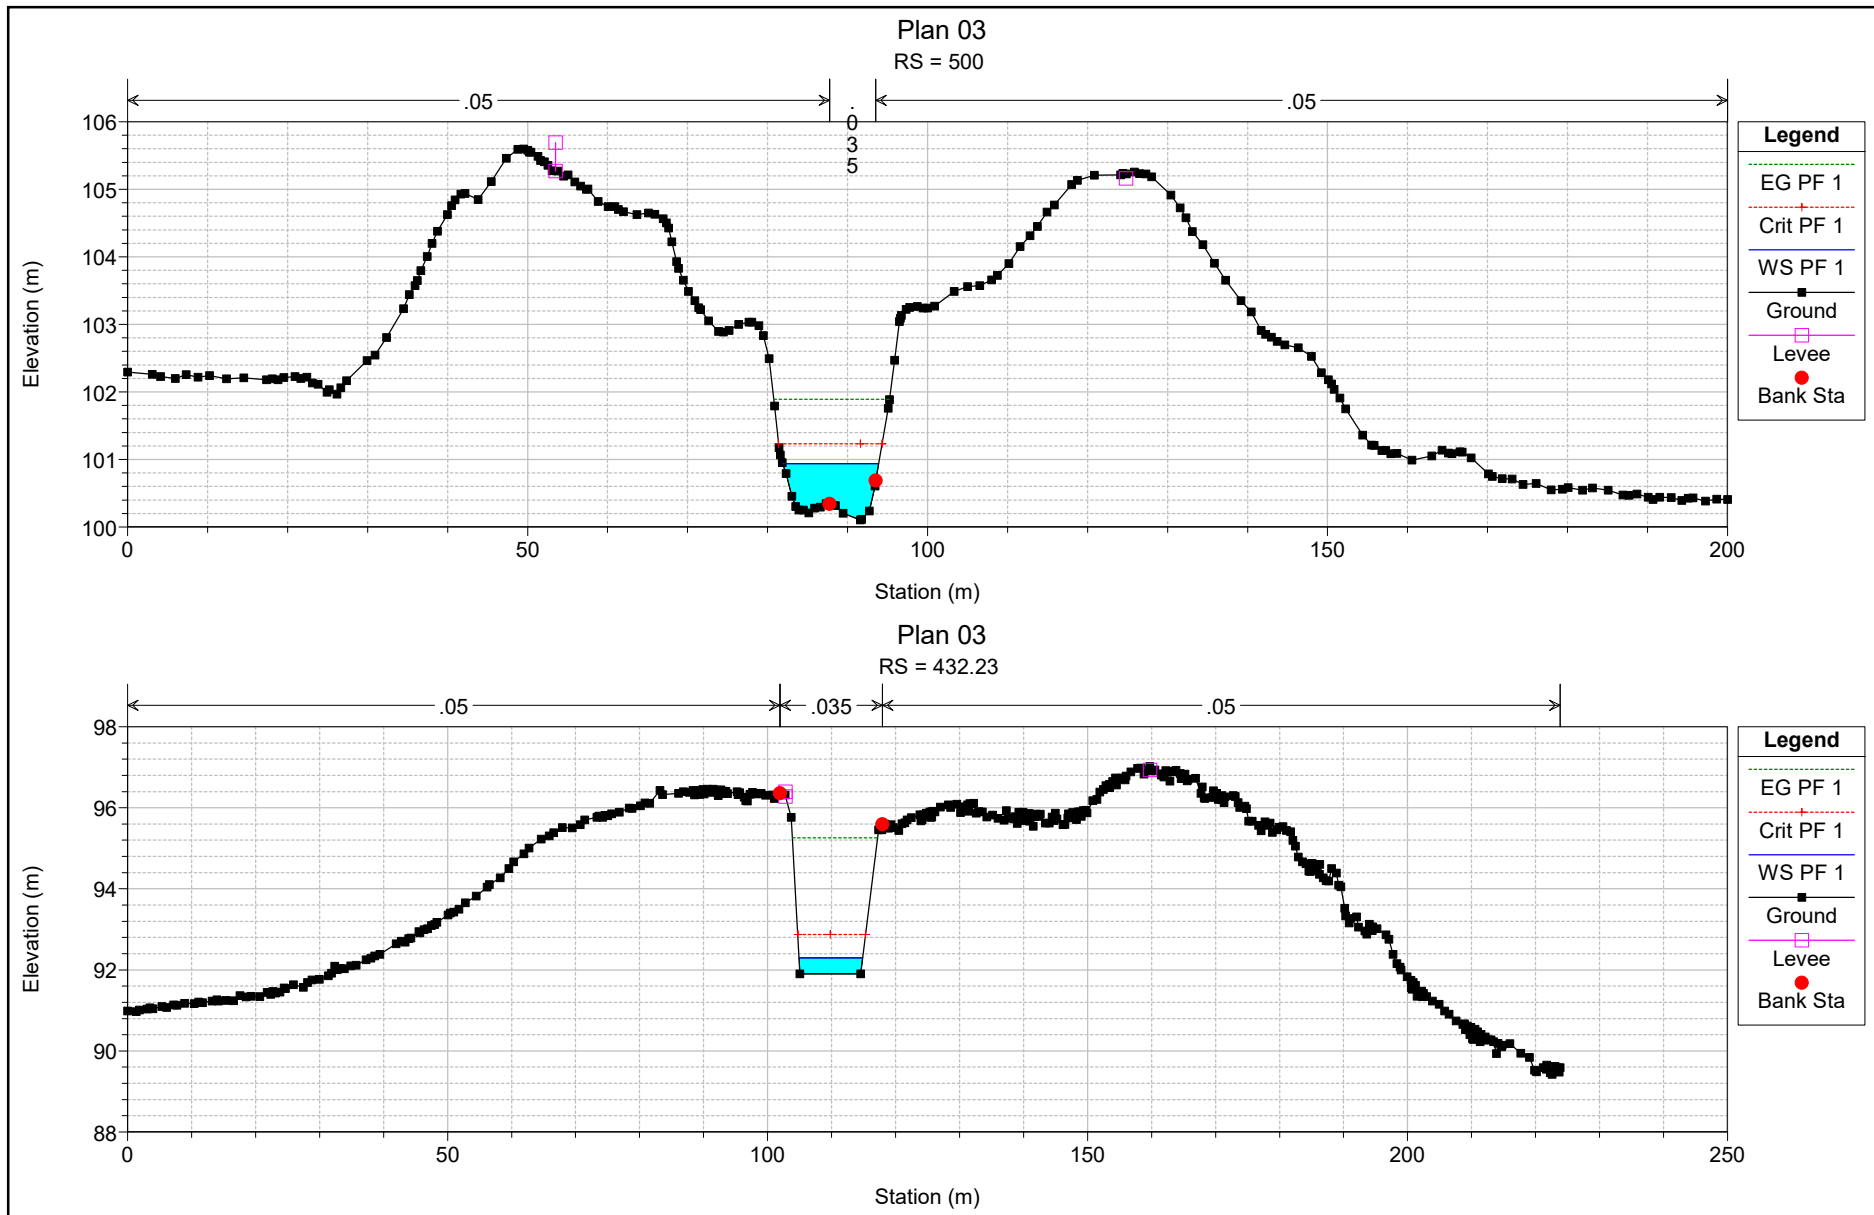 Plan 03
RS = 500
.05
.035
.05
Elevation (m)
106
105
104
103
102
101
100
0
50
100
150
200
Station (m)
Legend
EG PF 1
Crit PF 1
WS PF 1
Ground
Levee
Bank Sta
Plan 03
RS = 432.23
.05
.035
.05
Elevation (m)
98
96
94
92
90
88
0
50
100
150
200
250
Station (m)
Legend
EG PF 1
Crit PF 1
WS PF 1
Ground
Levee
Bank Sta